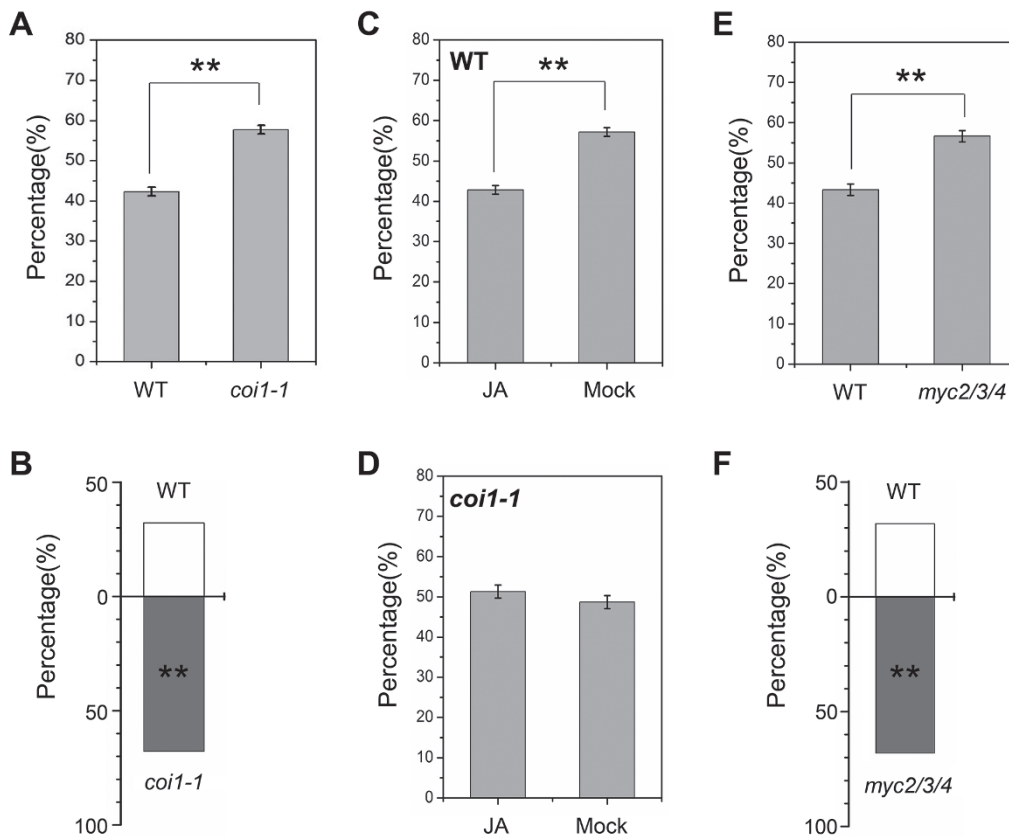 A
Percentage(%)
80
70
60
50
40
30
20
10
0
**
WT
coi1-1
C
Percentage(%)
80
70
60
50
40
30
20
10
0
WT
**
JA
Mock
E
Percentage(%)
80
70
60
50
40
30
20
10
0
**
WT
myc2/3/4
B
Percentage(%)
50
0
50
100
WT
**
coi1-1
D
Percentage(%)
80
70
60
50
40
30
20
10
0
coi1-1
JA
Mock
F
Percentage(%)
50
0
50
100
WT
**
myc2/3/4